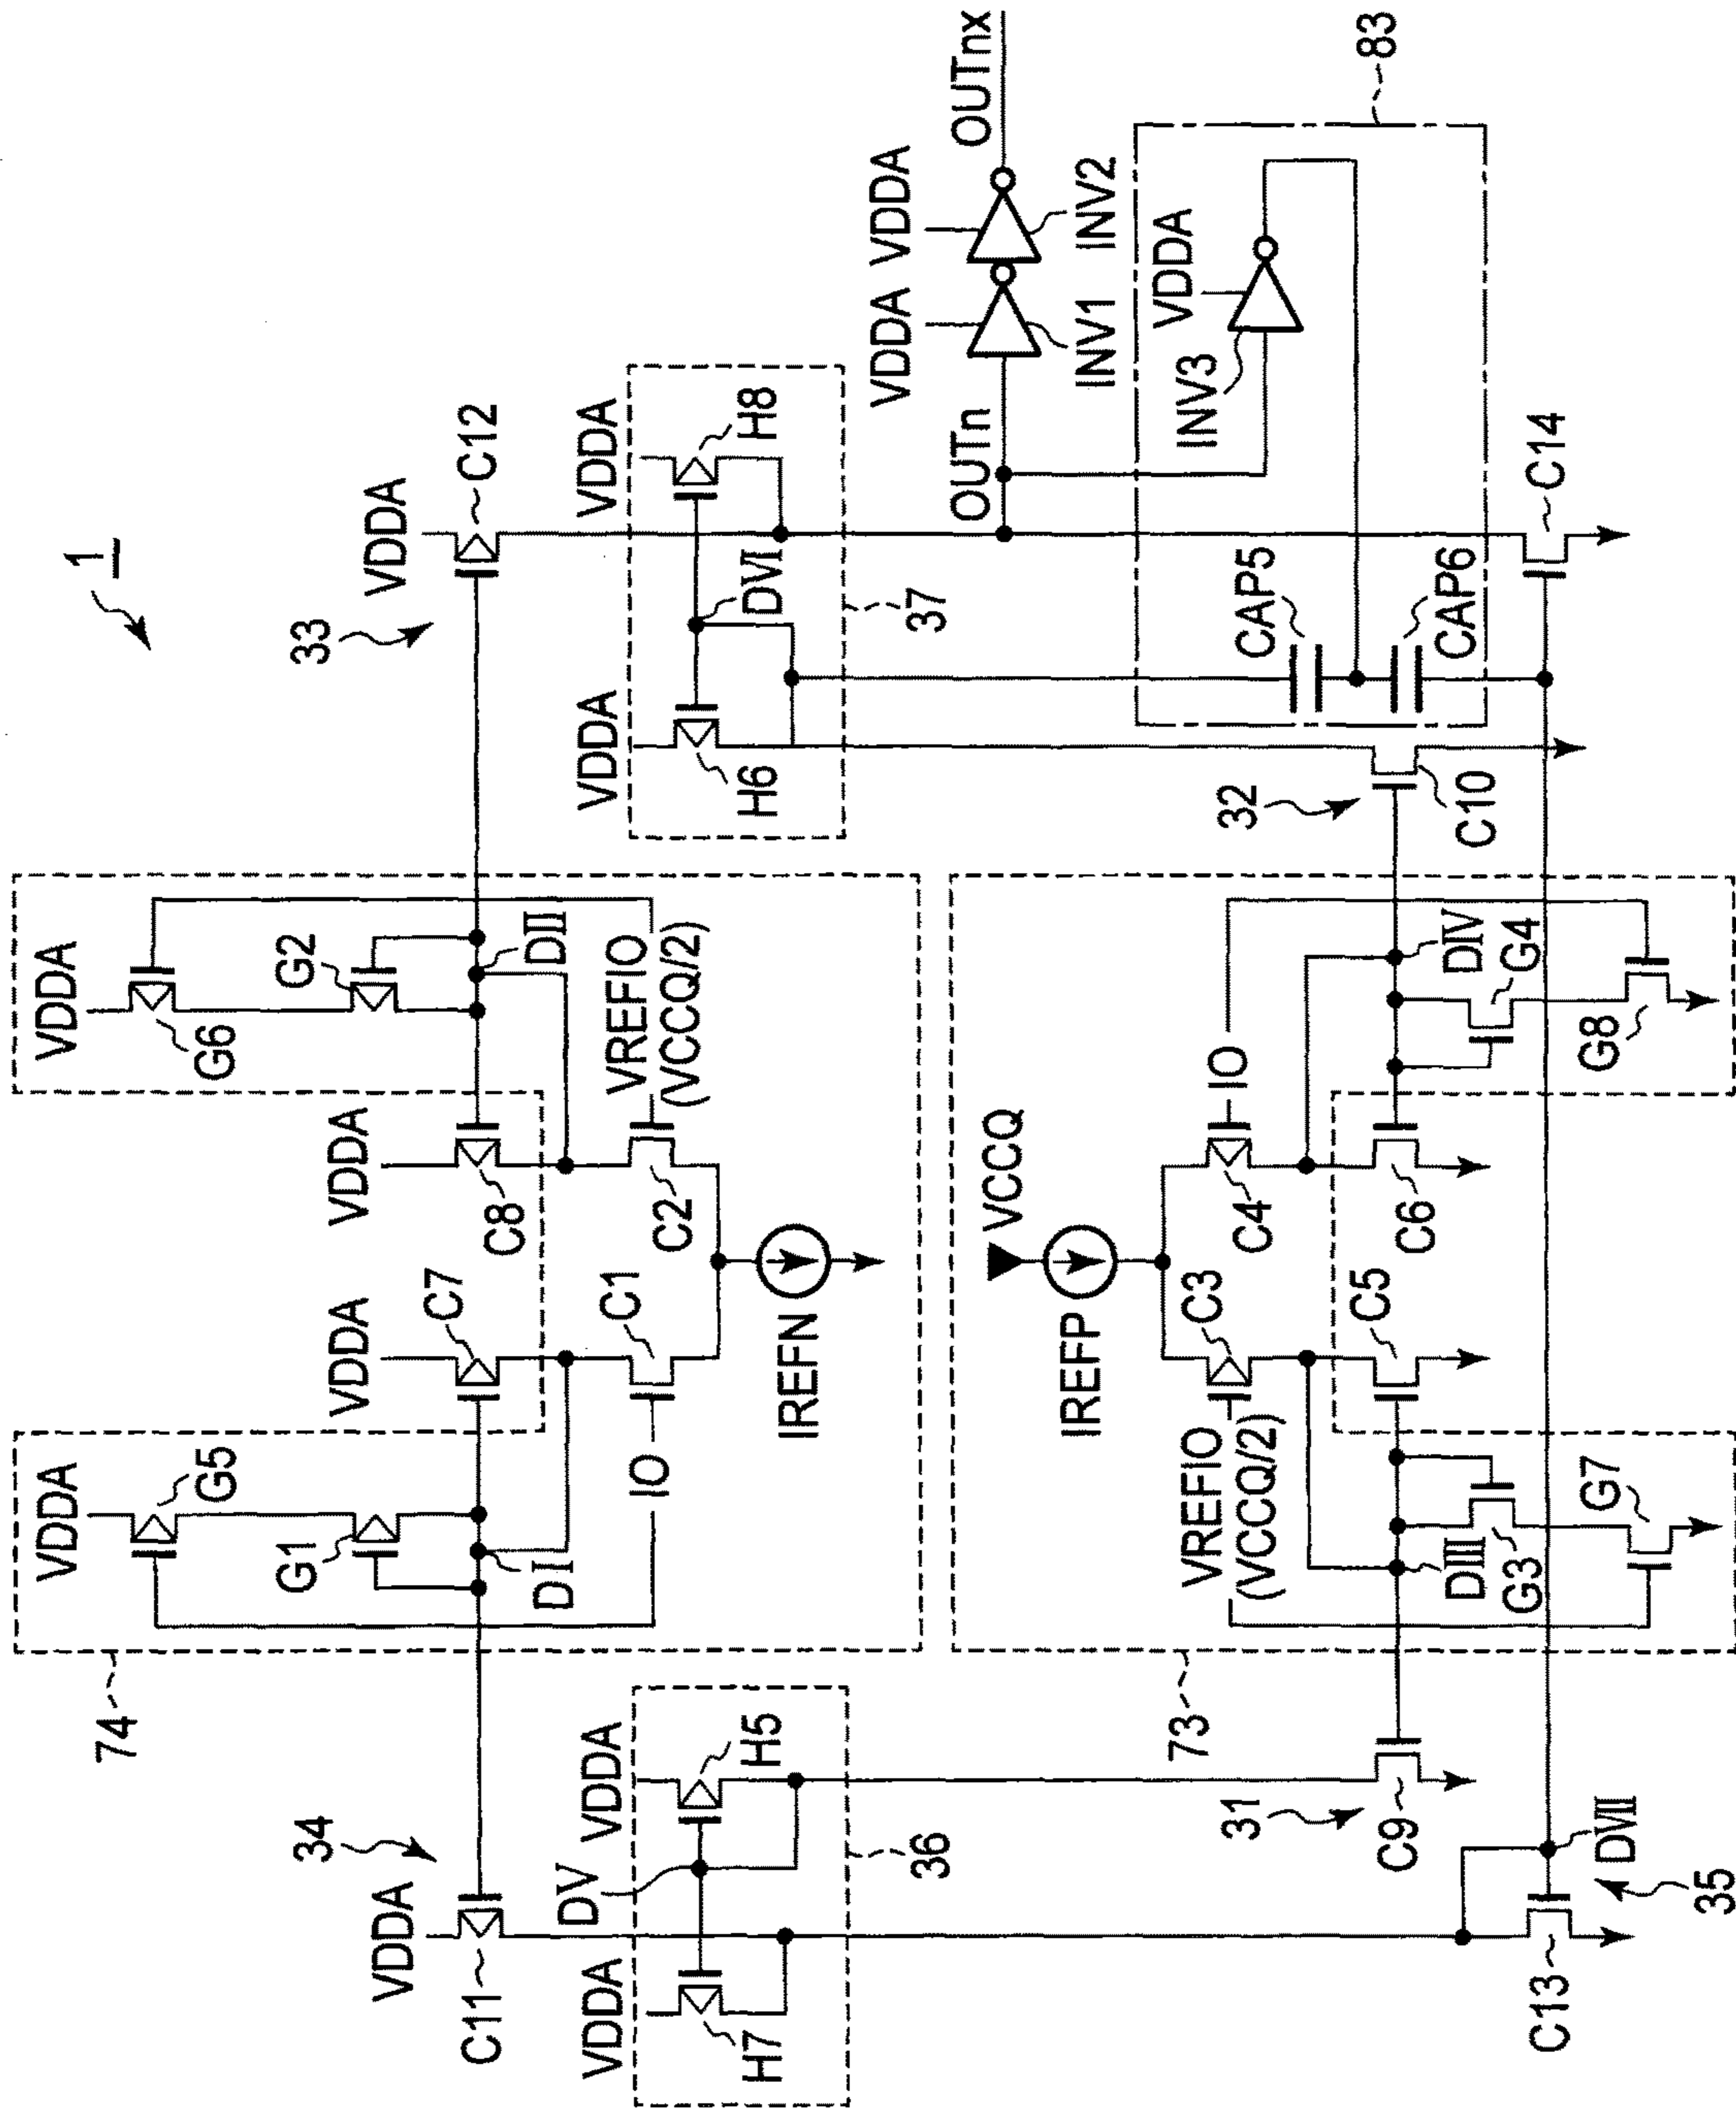 1
74
VDDA
G5
G1
DI
IO
VDDA
C7
C1
VDDA
C8
C2
IREFN
VDDA
G6
G2
DII
VREFIO
(VCCQ/2)
33
VDDA
C12
34
VDDA
C11
DV
VDDA
H5
VDDA
H7
36
VDDA
H6
VDDA
H8
DVI
37
VDDA
VDDA
OUTn
INV1
INV2
OUTnx
VCCQ
IREFP
C3
C4
C5
C6
VREFIO
(VCCQ/2)
IO
DIII
G3
G7
DIV
G4
G8
73
31
C9
32
C10
CAP5
CAP6
INV3
VDDA
83
C14
C13
DVII
35